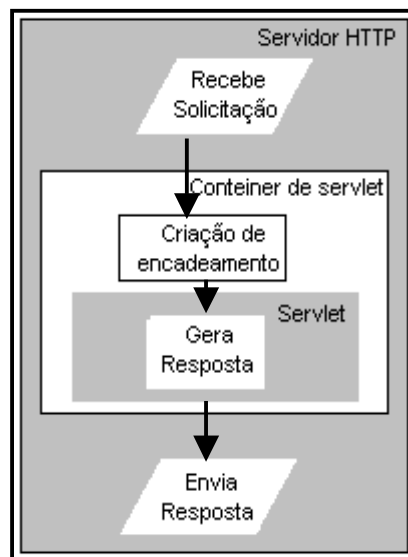 Servidor HTTP
Recebe
Solicitação
Conteiner de servlet
Criação de
encadeamento
Servlet
Gera
Resposta
Envia
Resposta